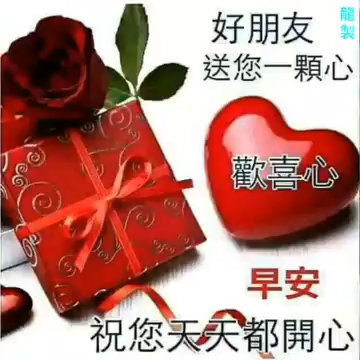 好朋友
送您一顆心
歡喜心
早安
祝您天天都開心
龍製